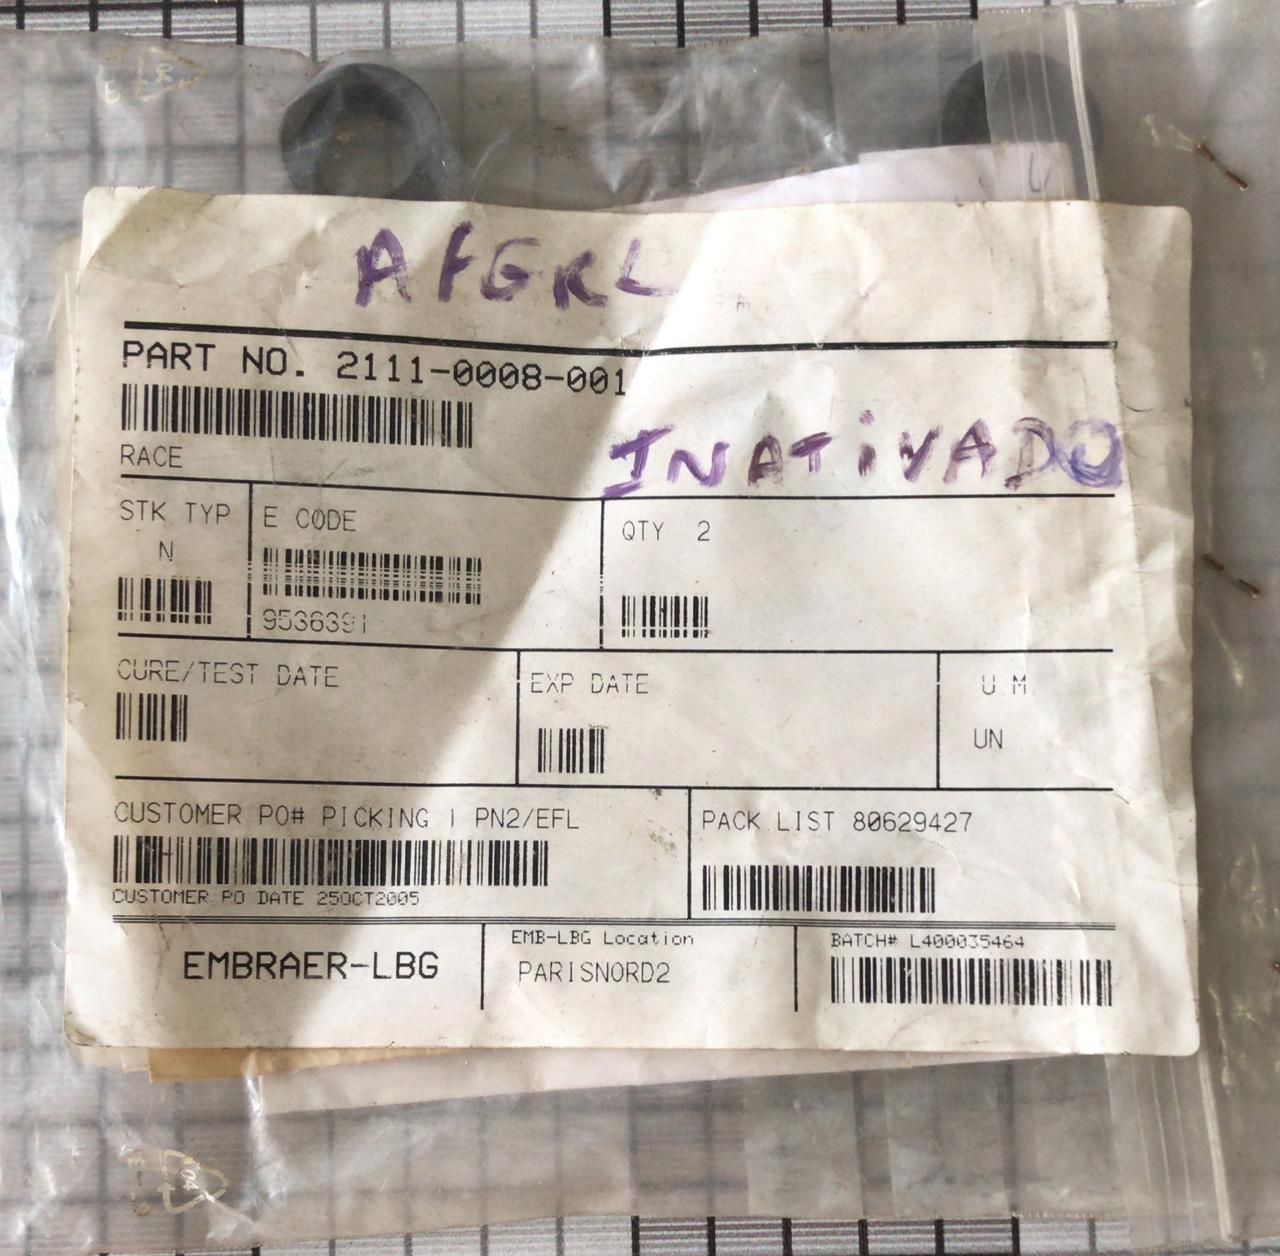 AFGRL
PART NO. 2111-0008-001
RACE
INATIVADO
STK TYP
N
E CODE
9536391
QTY 2
CURE/TEST DATE
EXP DATE
U.M
UN
CUSTOMER PO# PICKING | PN2/EFL
CUSTOMER PO DATE 25OCT2005
PACK LIST 80629427
EMBRAER-LBG
EMB-LBG Location
PARISNORD2
BATCH# L400035464